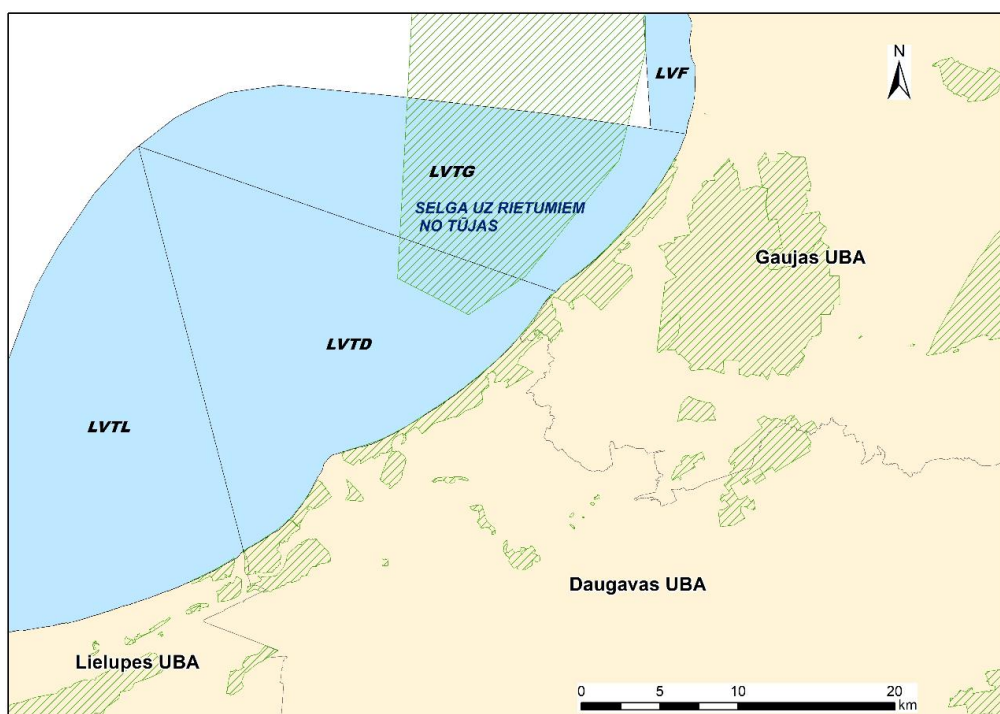 N
LVF
LVTG
SELGA UZ RIETUMIEM
NO TŪJAS
Gaujas UBA
LVTD
LVTL
Daugavas UBA
Lielupes UBA
0 5 10 20
km